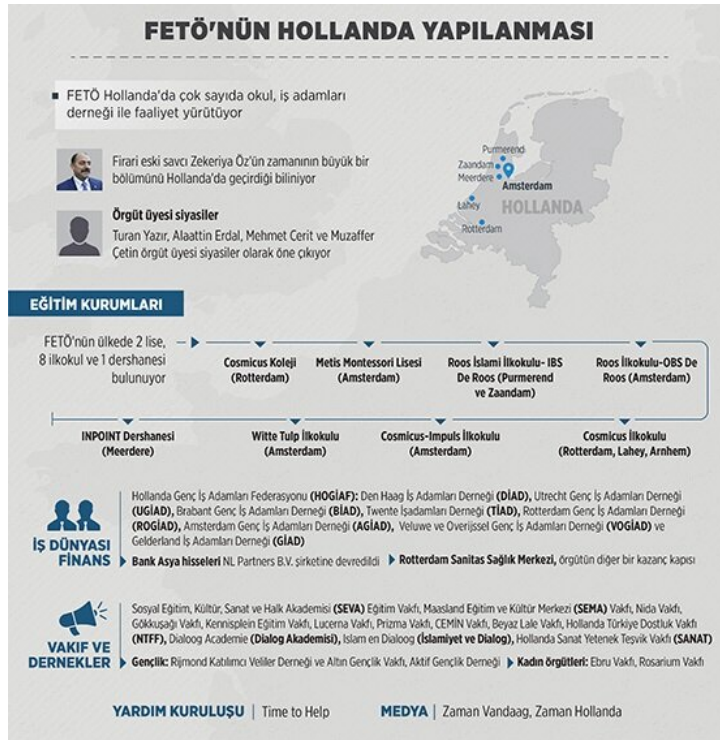 FETÖ'NÜN HOLLANDA YAPILANMASI
FETÖ Hollanda'da çok sayıda okul, iş adamları
derneği ile faaliyet yürütüyor
Firari eski savcı Zekeriya Öz'ün zamanının büyük bir
bölümünü Hollanda'da geçirdiği biliniyor
Örgüt üyesi siyasiler
Turan Yazır, Alaattin Erdal, Mehmet Cerit ve Muzaffer
Çetin örgüt üyesi siyasiler olarak öne çıkıyor
Purmerend
Zaandam
Meerdere
Amsterdam
Lahey
HOLLANDA
Rotterdam
EĞİTİM KURUMLARI
FETÖ'nün ülkede 2 lise,
8 ilkokul ve 1 dershanesi
bulunuyor
Cosmicus Koleji
(Rotterdam)
Metis Montessori Lisesi
(Amsterdam)
Roos İslami İlkokulu- IBS
De Roos (Purmerend
ve Zaandam)
Roos İlkokulu-OBS De
Roos (Amsterdam)
INPOINT Dershanesi
(Meerdere)
Witte Tulp İlkokulu
(Amsterdam)
Cosmicus-Impuls İlkokulu
(Amsterdam)
Cosmicus İlkokulu
(Rotterdam, Lahey, Arnhem)
İŞ DÜNYASI
FİNANS
Hollanda Genç İş Adamları Federasyonu (HOGİAF): Den Haag İş Adamları Derneği (DİAD), Utrecht Genç İş Adamları Derneği
(UGİAD), Brabant Genç İş Adamları Derneği (BİAD), Twente İşadamları Derneği (TİAD), Rotterdam Genç İş Adamları Derneği
(ROGİAD), Amsterdam Genç İş Adamları Derneği (AGİAD), Veluwe ve Overijssel Genç İş Adamları Derneği (VOGİAD) ve
Gelderland İş Adamları Derneği (GİAD)
Bank Asya hisseleri NL Partners B.V. şirketine devredildi
Rotterdam Sanitas Sağlık Merkezi, örgütün diğer bir kazanç kapısı
VAKIF VE
DERNEKLER
Sosyal Eğitim, Kültür, Sanat ve Halk Akademisi (SEVA) Eğitim Vakfı, Maasland Eğitim ve Kültür Merkezi (SEMA) Vakfı, Nida Vakfı,
Gökkuşağı Vakfı, Kennisplein Eğitim Vakfı, Lucerna Vakfı, Prizma Vakfı, CEMİN Vakfı, Beyaz Lale Vakfı, Hollanda Türkiye Dostluk Vakfı
(NTFF), Dialoog Academie (Dialog Akademisi), Islam en Dialoog (İslamiyet ve Dialog), Hollanda Sanat Yetenek Teşvik Vakfı (SANAT)
Gençlik: Rijmond Katılımcı Veliler Derneği ve Altın Gençlik Vakfı, Aktif Gençlik Derneği
Kadın örgütleri: Ebru Vakfı, Rosarium Vakfı
YARDIM KURULUŞU | Time to Help
MEDYA | Zaman Vandaag, Zaman Hollanda